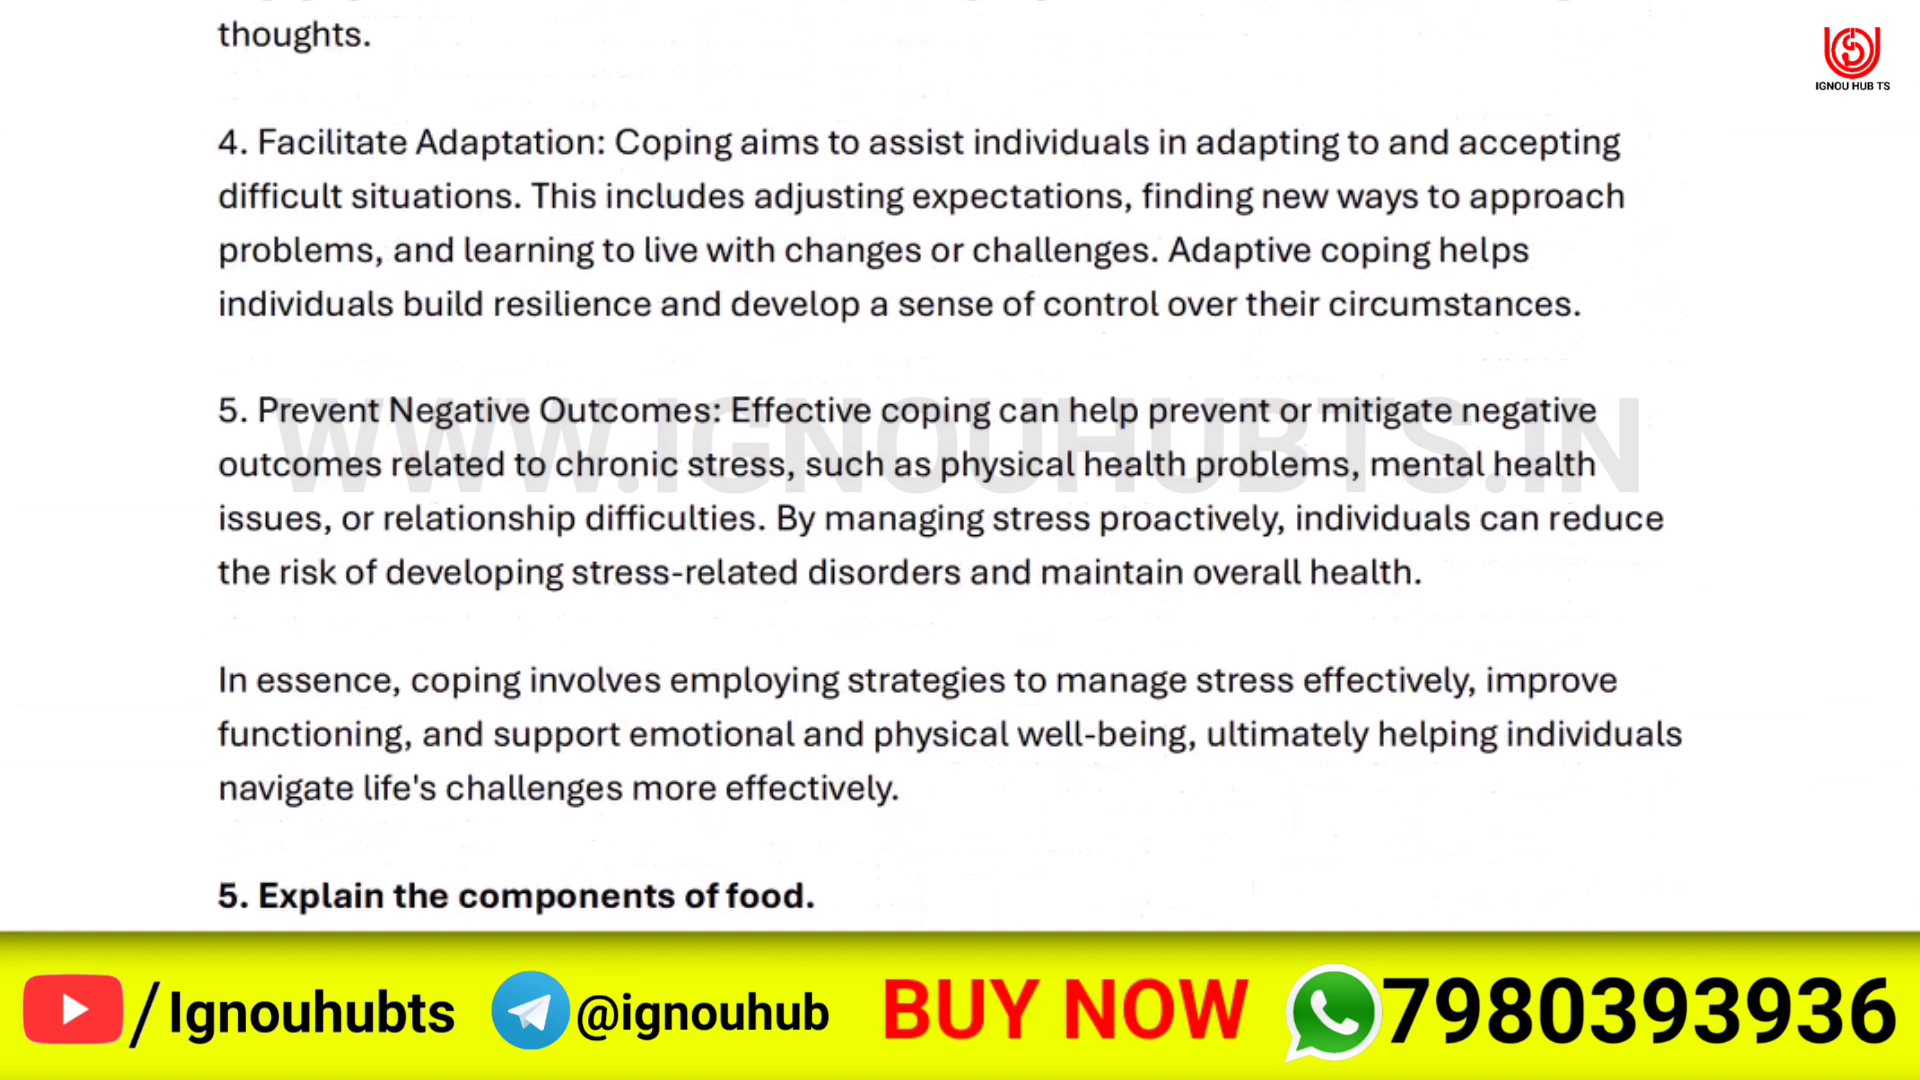 thoughts.
IGNOU HUB TS
4. Facilitate Adaptation: Coping aims to assist individuals in adapting to and accepting
difficult situations. This includes adjusting expectations, finding new ways to approach
problems, and learning to live with changes or challenges. Adaptive coping helps
individuals build resilience and develop a sense of control over their circumstances.
5. Prevent Negative Outcomes: Effective coping can help prevent or mitigate negative
WWW.IGNOUHUBTS.IN
outcomes related to chronic stress, such as physical health problems, mental health
issues, or relationship difficulties. By managing stress proactively, individuals can reduce
the risk of developing stress-related disorders and maintain overall health.
In essence, coping involves employing strategies to manage stress effectively, improve
functioning, and support emotional and physical well-being, ultimately helping individuals
navigate life's challenges more effectively.
5. Explain the components of food.
/Ignouhubts @ignouhub BUY NOW 7980393936